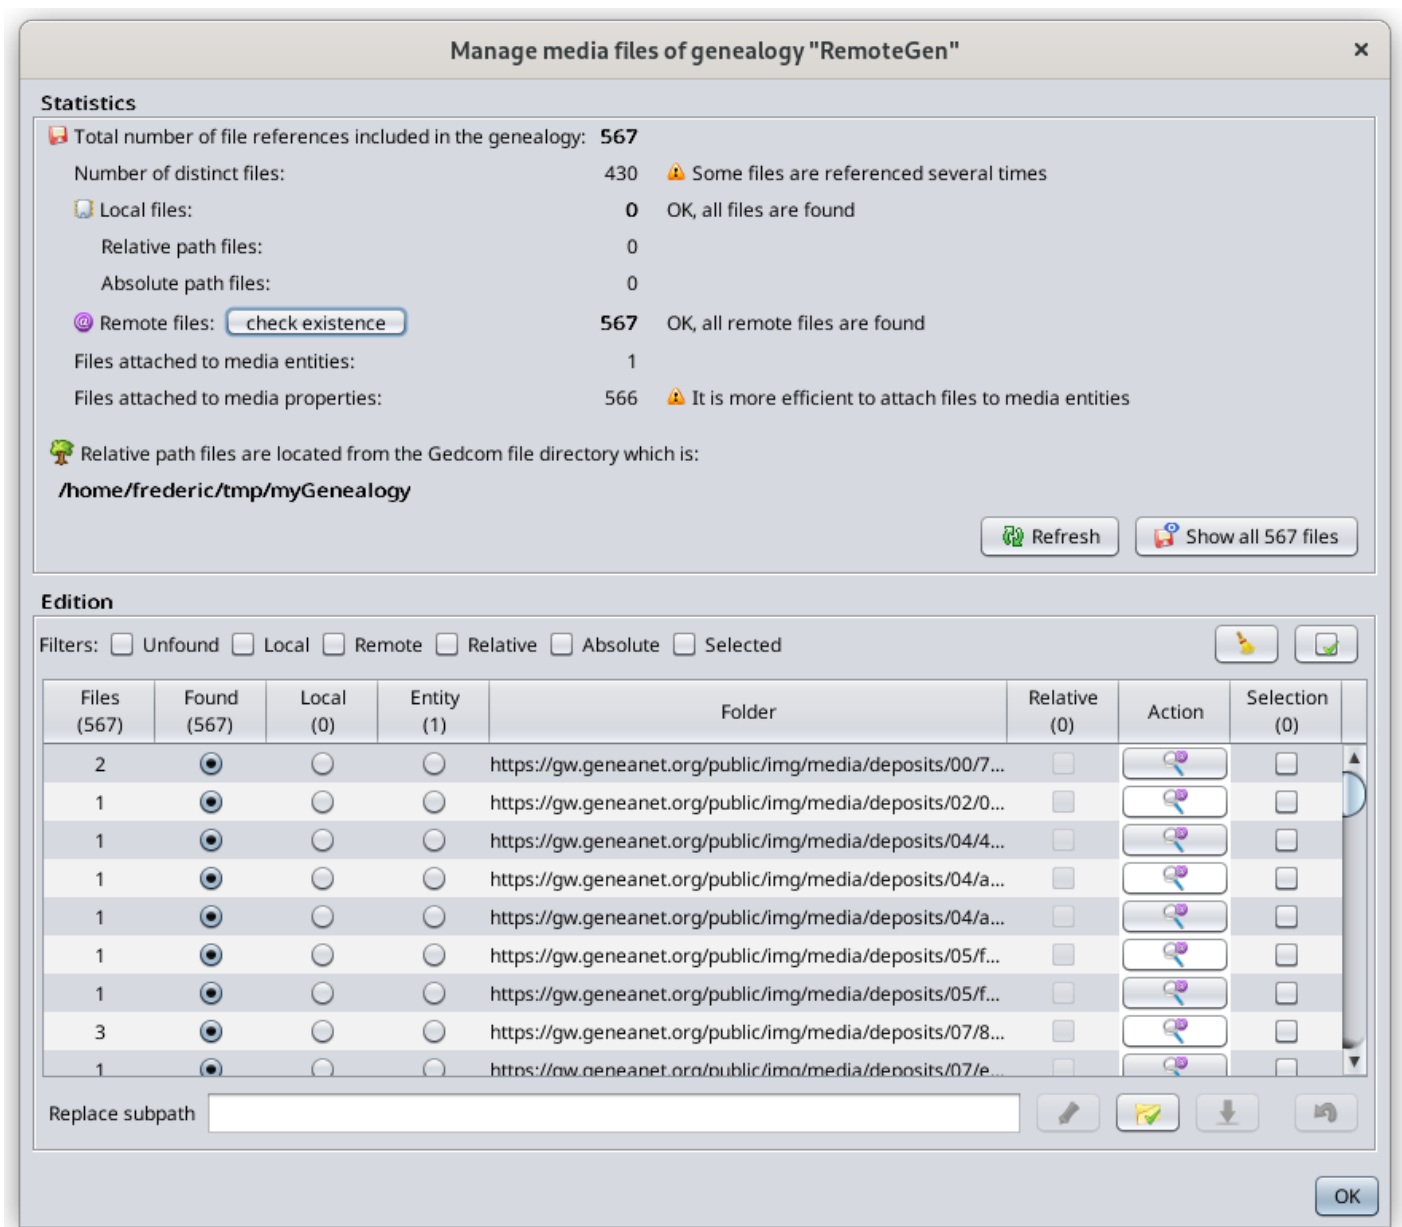 Manage media files of genealogy "RemoteGen"
Statistics
Total number of file references included in the genealogy: 567
Number of distinct files: 430 Some files are referenced several times
Local files: 0 OK, all files are found
Relative path files: 0
Absolute path files: 0
Remote files: check existence 567 OK, all remote files are found
Files attached to media entities: 1
Files attached to media properties: 566 It is more efficient to attach files to media entities
Relative path files are located from the Gedcom file directory which is:
/home/frederic/tmp/myGenealogy
Refresh Show all 567 files
Edition
Filters: Unfound Local Remote Relative Absolute Selected
Files Found Local Entity Folder Relative Action Selection
(567) (567) (0) (1) (0) (0)
2 https://gw.geneanet.org/public/img/media/deposits/00/7...
1 https://gw.geneanet.org/public/img/media/deposits/02/0...
1 https://gw.geneanet.org/public/img/media/deposits/04/4...
1 https://gw.geneanet.org/public/img/media/deposits/04/a...
1 https://gw.geneanet.org/public/img/media/deposits/04/a...
1 https://gw.geneanet.org/public/img/media/deposits/05/f...
1 https://gw.geneanet.org/public/img/media/deposits/05/f...
3 https://gw.geneanet.org/public/img/media/deposits/07/8...
1 https://gw.geneanet.org/public/img/media/deposits/07/e...
Replace subpath
OK